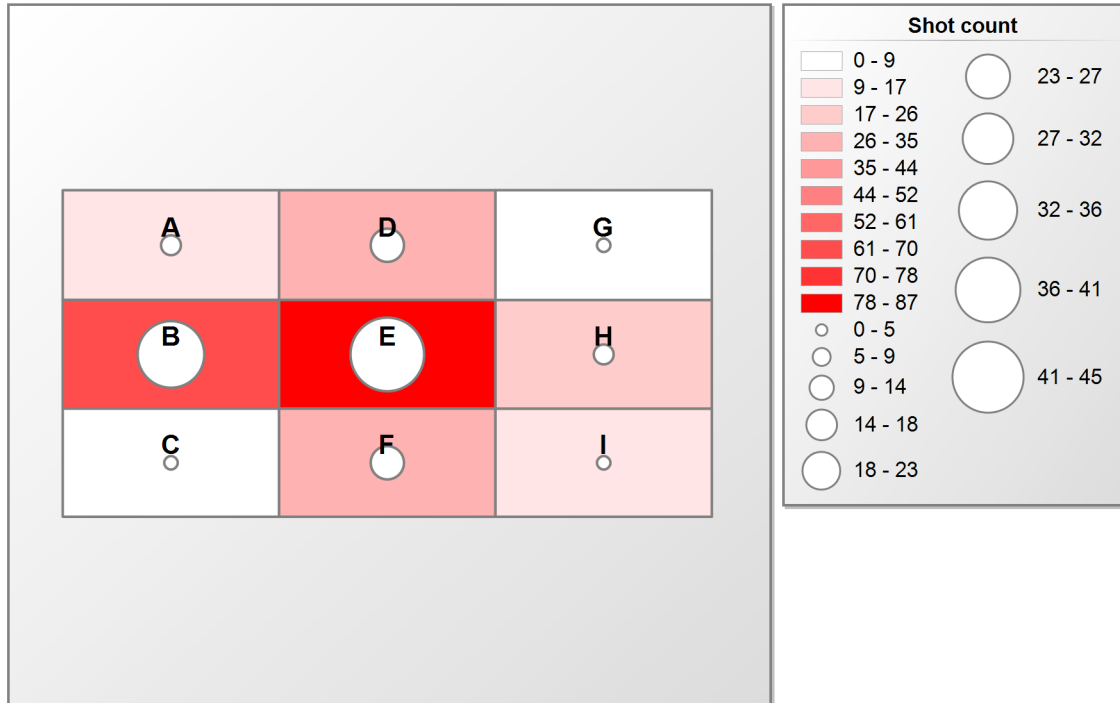 A
D
G
B
E
H
C
F
I
Shot count
0 - 9
9 - 17
17 - 26
26 - 35
35 - 44
44 - 52
52 - 61
61 - 70
70 - 78
78 - 87
0 - 5
5 - 9
9 - 14
14 - 18
18 - 23
23 - 27
27 - 32
32 - 36
36 - 41
41 - 45